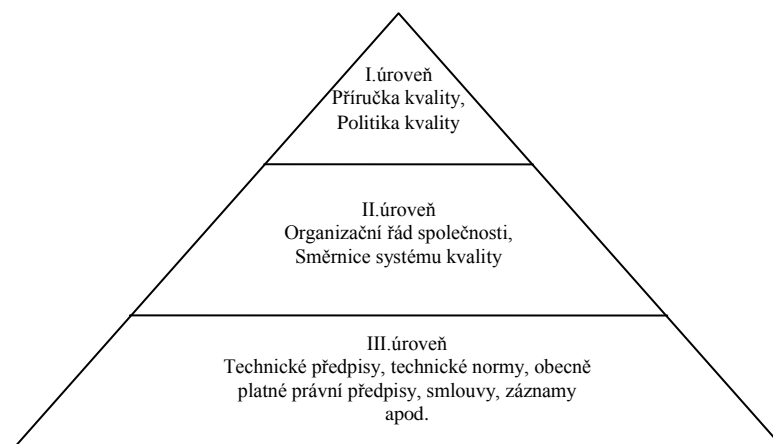 I.úroveň
Příručka kvality,
Politika kvality
II.úroveň
Organizační řád společnosti,
Směrnice systému kvality
III.úroveň
Technické předpisy, technické normy, obecně
platné právní předpisy, smlouvy, záznamy
apod.